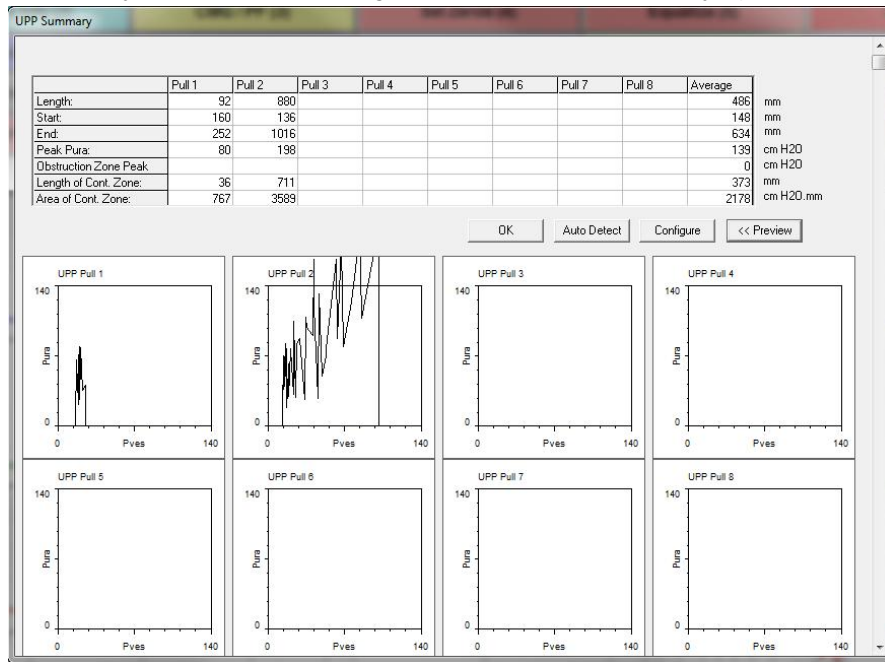 UPP Summary
Pull 1 Pull 2 Pull 3 Pull 4 Pull 5 Pull 6 Pull 7 Pull 8 Average
Length: 92 880 486 mm
Start: 160 136 148 mm
End: 252 1016 634 mm
Peak Pura: 80 198 139 cm H2O
Obstruction Zone Peak 0 cm H2O
Length of Cont. Zone: 36 711 373 mm
Area of Cont. Zone: 767 3589 2178 cm H2O.mm
OK Auto Detect Configure << Preview
UPP Pull 1 UPP Pull 2 UPP Pull 3 UPP Pull 4
140 140 140 140
Pura Pura Pura Pura
0 0 0 0
0 Pves 140 0 Pves 140 0 Pves 140 0 Pves 140
UPP Pull 5 UPP Pull 6 UPP Pull 7 UPP Pull 8
140 140 140 140
Pura Pura Pura Pura
0 0 0 0
0 Pves 140 0 Pves 140 0 Pves 140 0 Pves 140